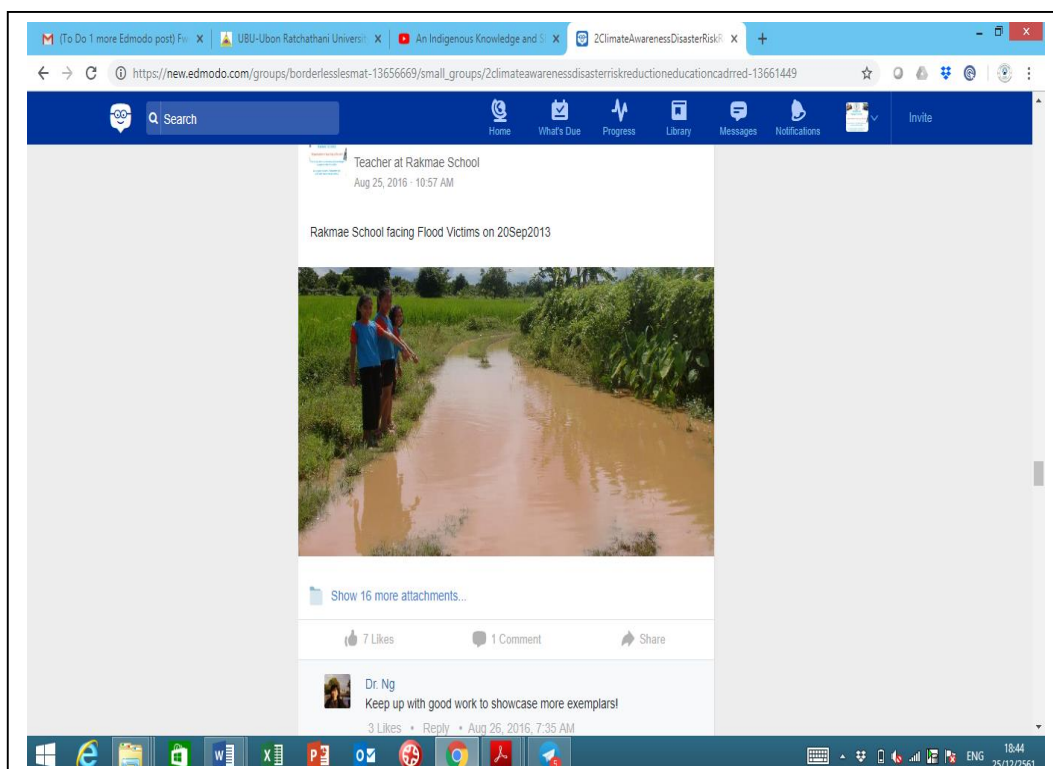 (To Do 1 more Edmodo post) Fw
UBU-Ubon Ratchathani Universit
An Indigenous Knowledge and S
2ClimateAwarenessDisasterRiskR
https://new.edmodo.com/groups/borderlesslesmat-13656669/small_groups/2climateawarenessdisasterriskreductioneducationcadrred-13661449
Search
Home
What's Due
Progress
Library
Messages
Notifications
Invite
Teacher at Rakmae School
Aug 25, 2016 · 10:57 AM
Rakmae School facing Flood Victims on 20Sep2013
Show 16 more attachments...
7 Likes
1 Comment
Share
Dr. Ng
Keep up with good work to showcase more exemplars!
3 Likes • Reply • Aug 26, 2016, 7:35 AM
ENG
18:44
25/12/2561